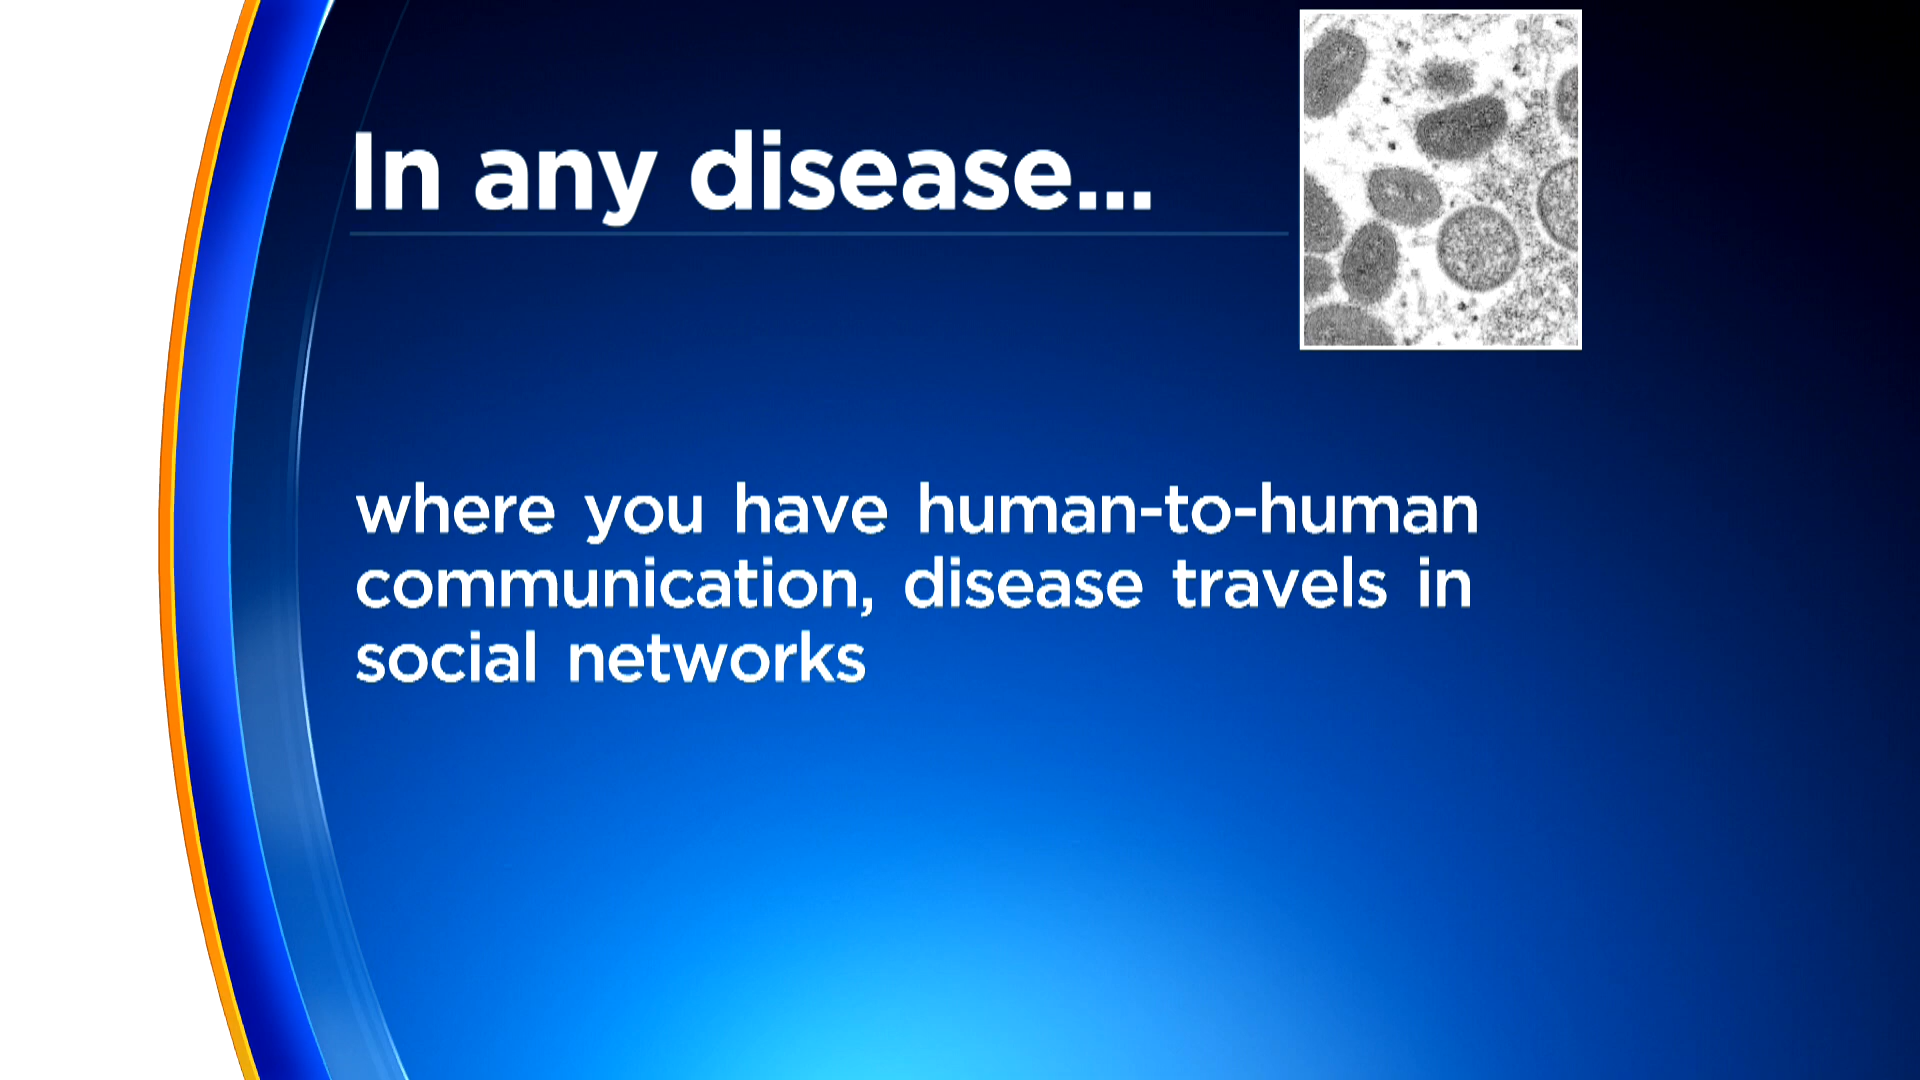 In any disease...
where you have human-to-human
communication, disease travels in
social networks